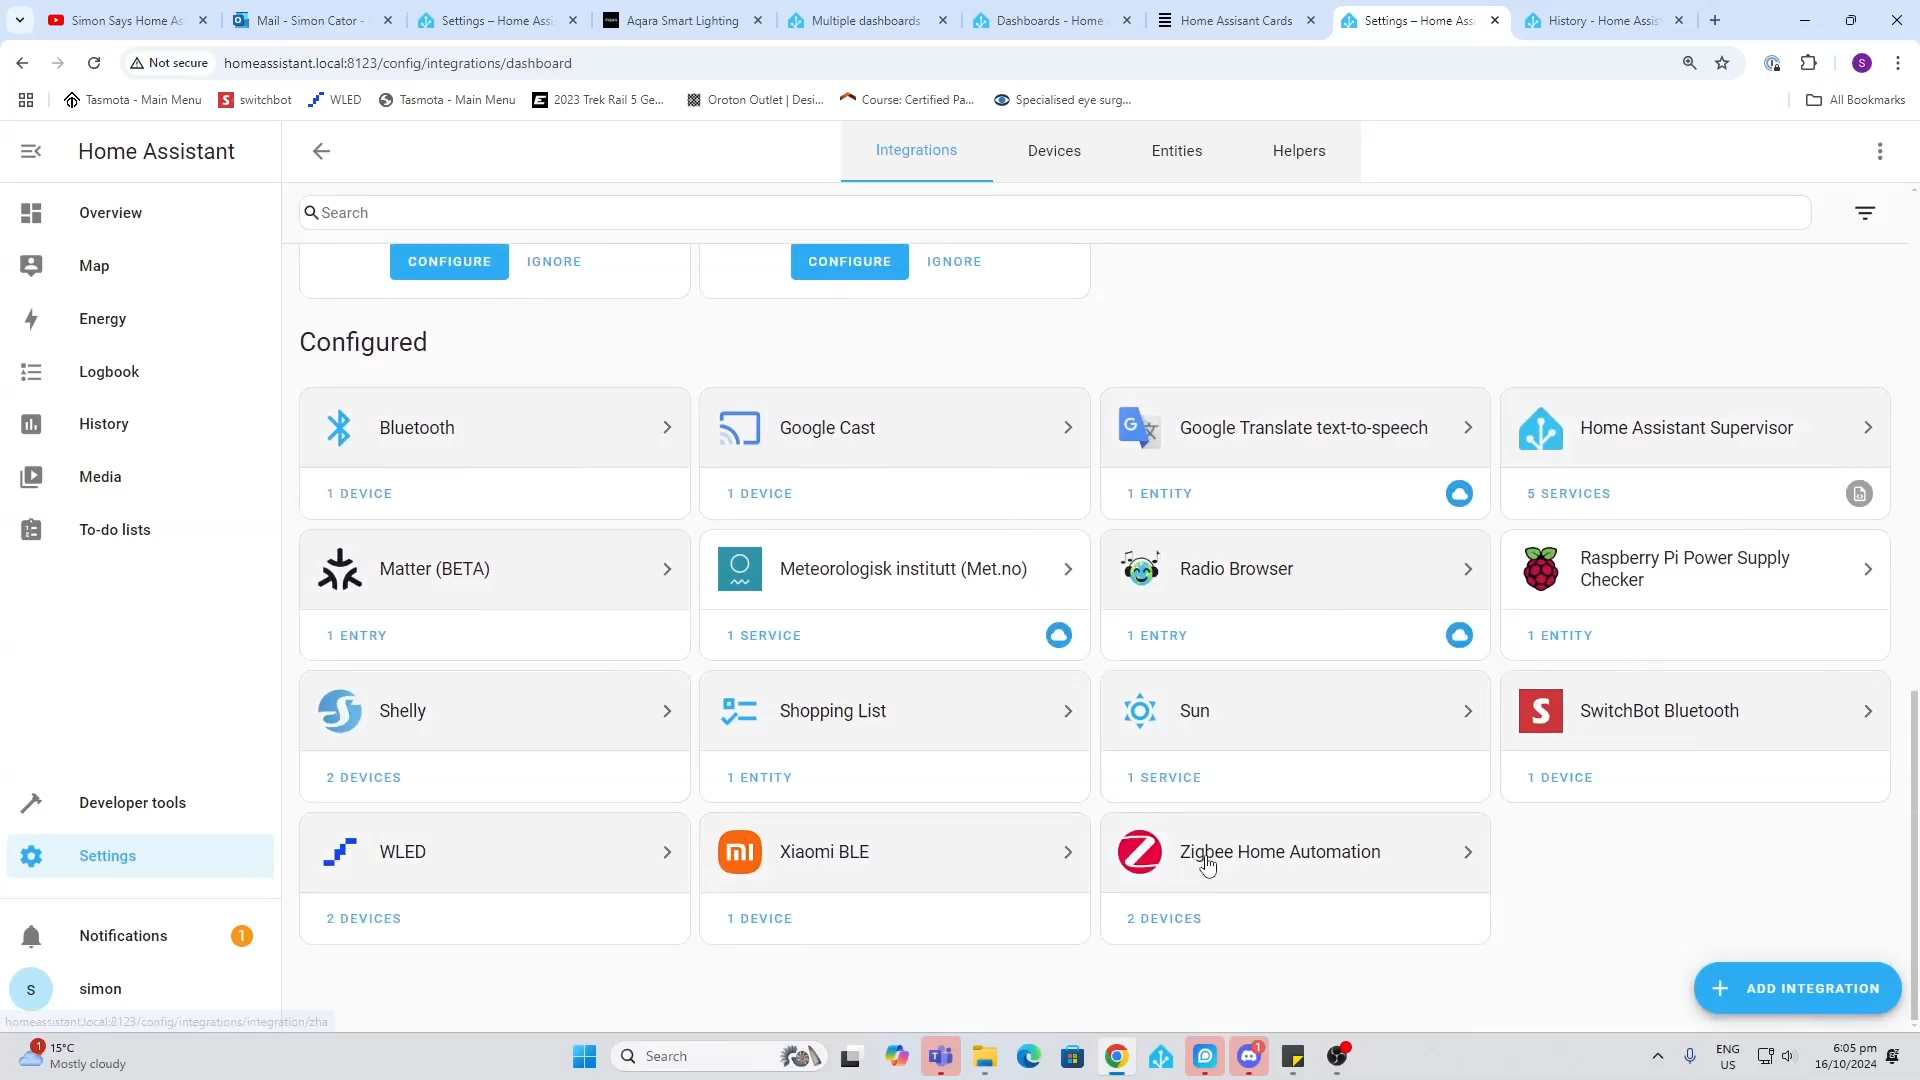 Simon Says Home As
Mail - Simon Cator -
Settings – Home Assi
Aqara Smart Lighting
Multiple dashboards
Dashboards - Home
Home Assisant Cards
Settings – Home Assi
History - Home Assis
Not secure
homeassistant.local:8123/config/integrations/dashboard
S
Tasmota - Main Menu
switchbot
WLED
Tasmota - Main Menu
2023 Trek Rail 5 Ge...
Oroton Outlet | Desi...
Course: Certified Pa...
Specialised eye surg...
All Bookmarks
Home Assistant
Integrations
Devices
Entities
Helpers
Search
Overview
Map
Energy
Logbook
History
Media
To-do lists
Developer tools
Settings
Notifications
1
s
simon
CONFIGURE
IGNORE
CONFIGURE
IGNORE
Configured
Bluetooth
1 DEVICE
Google Cast
1 DEVICE
Google Translate text-to-speech
1 ENTITY
Home Assistant Supervisor
5 SERVICES
Matter (BETA)
1 ENTRY
Meteorologisk institutt (Met.no)
1 SERVICE
Radio Browser
1 ENTRY
Raspberry Pi Power Supply
Checker
1 ENTITY
Shelly
2 DEVICES
Shopping List
1 ENTITY
Sun
1 SERVICE
SwitchBot Bluetooth
1 DEVICE
WLED
2 DEVICES
Xiaomi BLE
1 DEVICE
Zigbee Home Automation
2 DEVICES
ADD INTEGRATION
homeassistant.local:8123/config/integrations/integration/zha
1
15°C
Mostly cloudy
Search
1
ENG
US
6:05 pm
16/10/2024